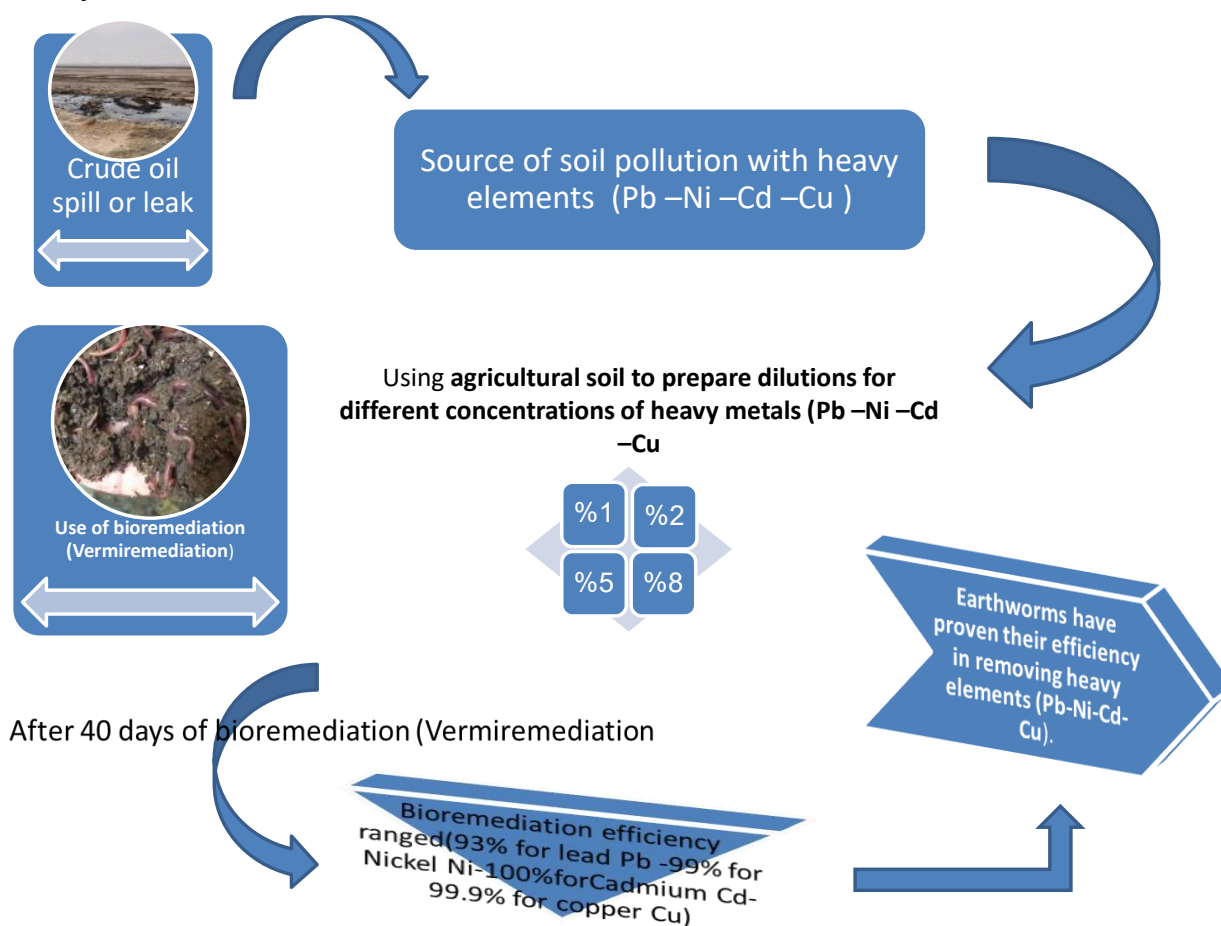 Crude oil
spill or leak
Source of soil pollution with heavy
elements (Pb –Ni –Cd –Cu )
Using agricultural soil to prepare dilutions for
different concentrations of heavy metals (Pb –Ni –Cd
–Cu
%1 %2
%5 %8
Use of bioremediation
(Vermiremediation)
After 40 days of bioremediation (Vermiremediation
Bioremediation efficiency
ranged(93% for lead Pb -99% for
Nickel Ni-100%forCadmium Cd-
99.9% for copper Cu)
Earthworms have
proven their efficiency
in removing heavy
elements (Pb-Ni-Cd-
Cu).